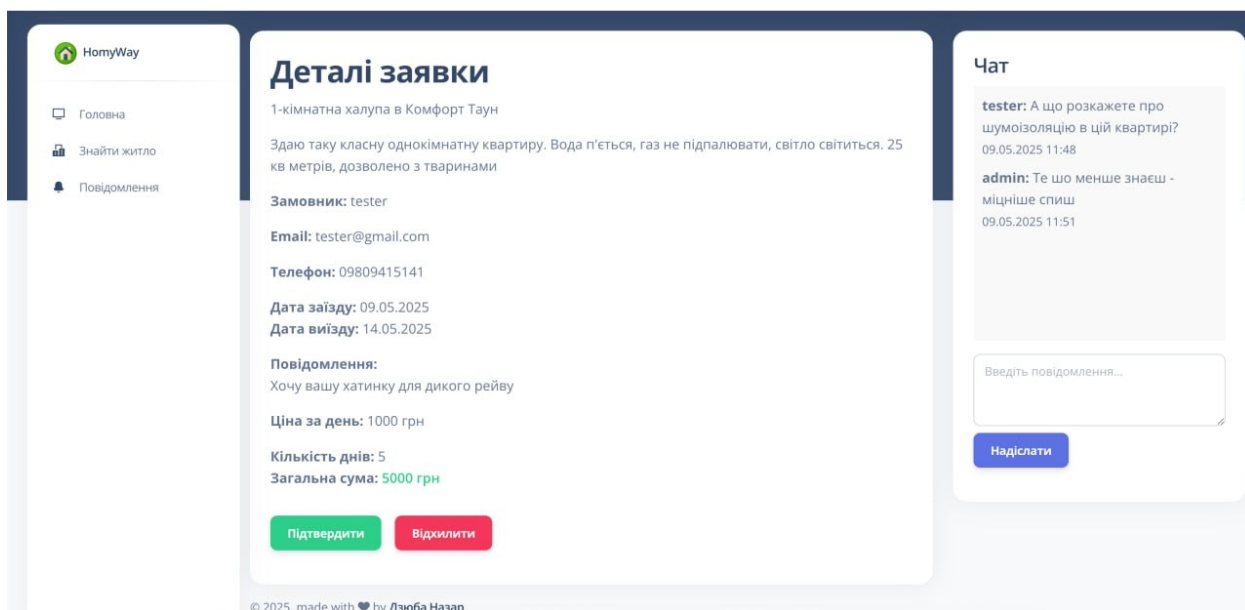 HomyWay
Головна
Знайти житло
Повідомлення
Деталі заявки
1-кімнатна халупа в Комфорт Таун
Здаю таку класну однокімнатну квартиру. Вода п'ється, газ не підпалювати, світло світиться. 25
кв метрів, дозволено з тваринами
Замовник: tester
Email: tester@gmail.com
Телефон: 09809415141
Дата заїзду: 09.05.2025
Дата виїзду: 14.05.2025
Повідомлення:
Хочу вашу хатинку для дикого рейву
Ціна за день: 1000 грн
Кількість днів: 5
Загальна сума: 5000 грн
Підтвердити
Відхилити
© 2025, made with ♥ by Дзюба Назар
Чат
tester: А що розкажете про
шумоізоляцію в цій квартирі?
09.05.2025 11:48
admin: Те шо менше знаєш -
міцніше спиш
09.05.2025 11:51
Введіть повідомлення...
Надіслати